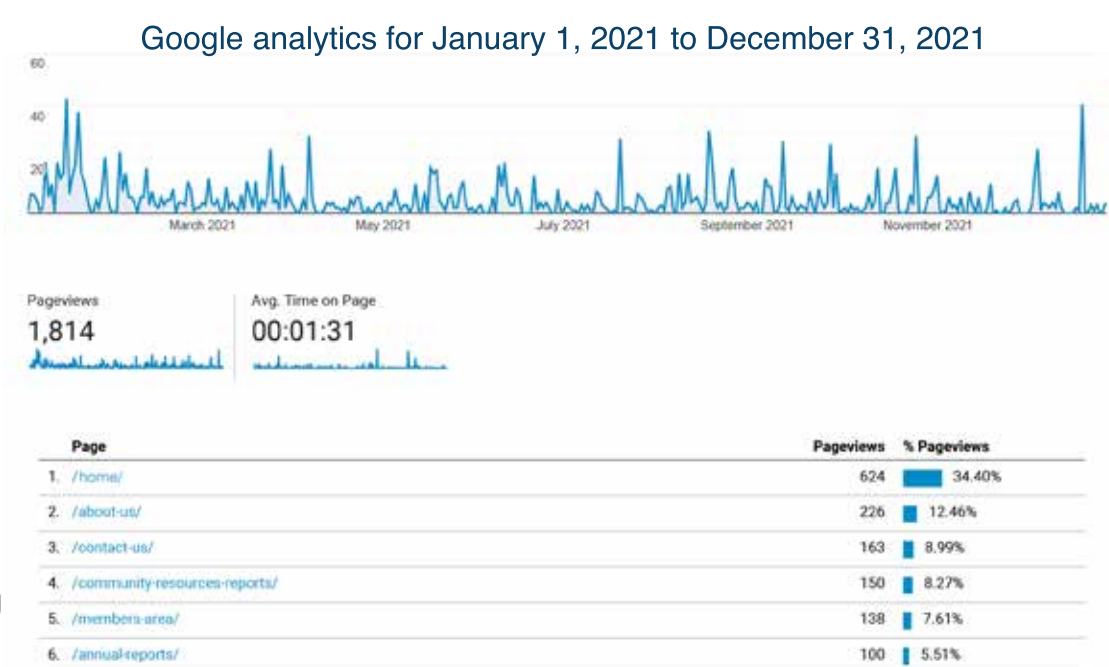 Google analytics for January 1, 2021 to December 31, 2021
60
40
20
March 2021 May 2021 July 2021 September 2021 November 2021
Pageviews Avg. Time on Page
1,814 00:01:31
Page Pageviews % Pageviews
1. /home/ 624 34.40%
2. /about-us/ 226 12.46%
3. /contact-us/ 163 8.99%
4. /community-resources-reports/ 150 8.27%
5. /members-area/ 138 7.61%
6. /annual-reports/ 100 5.51%